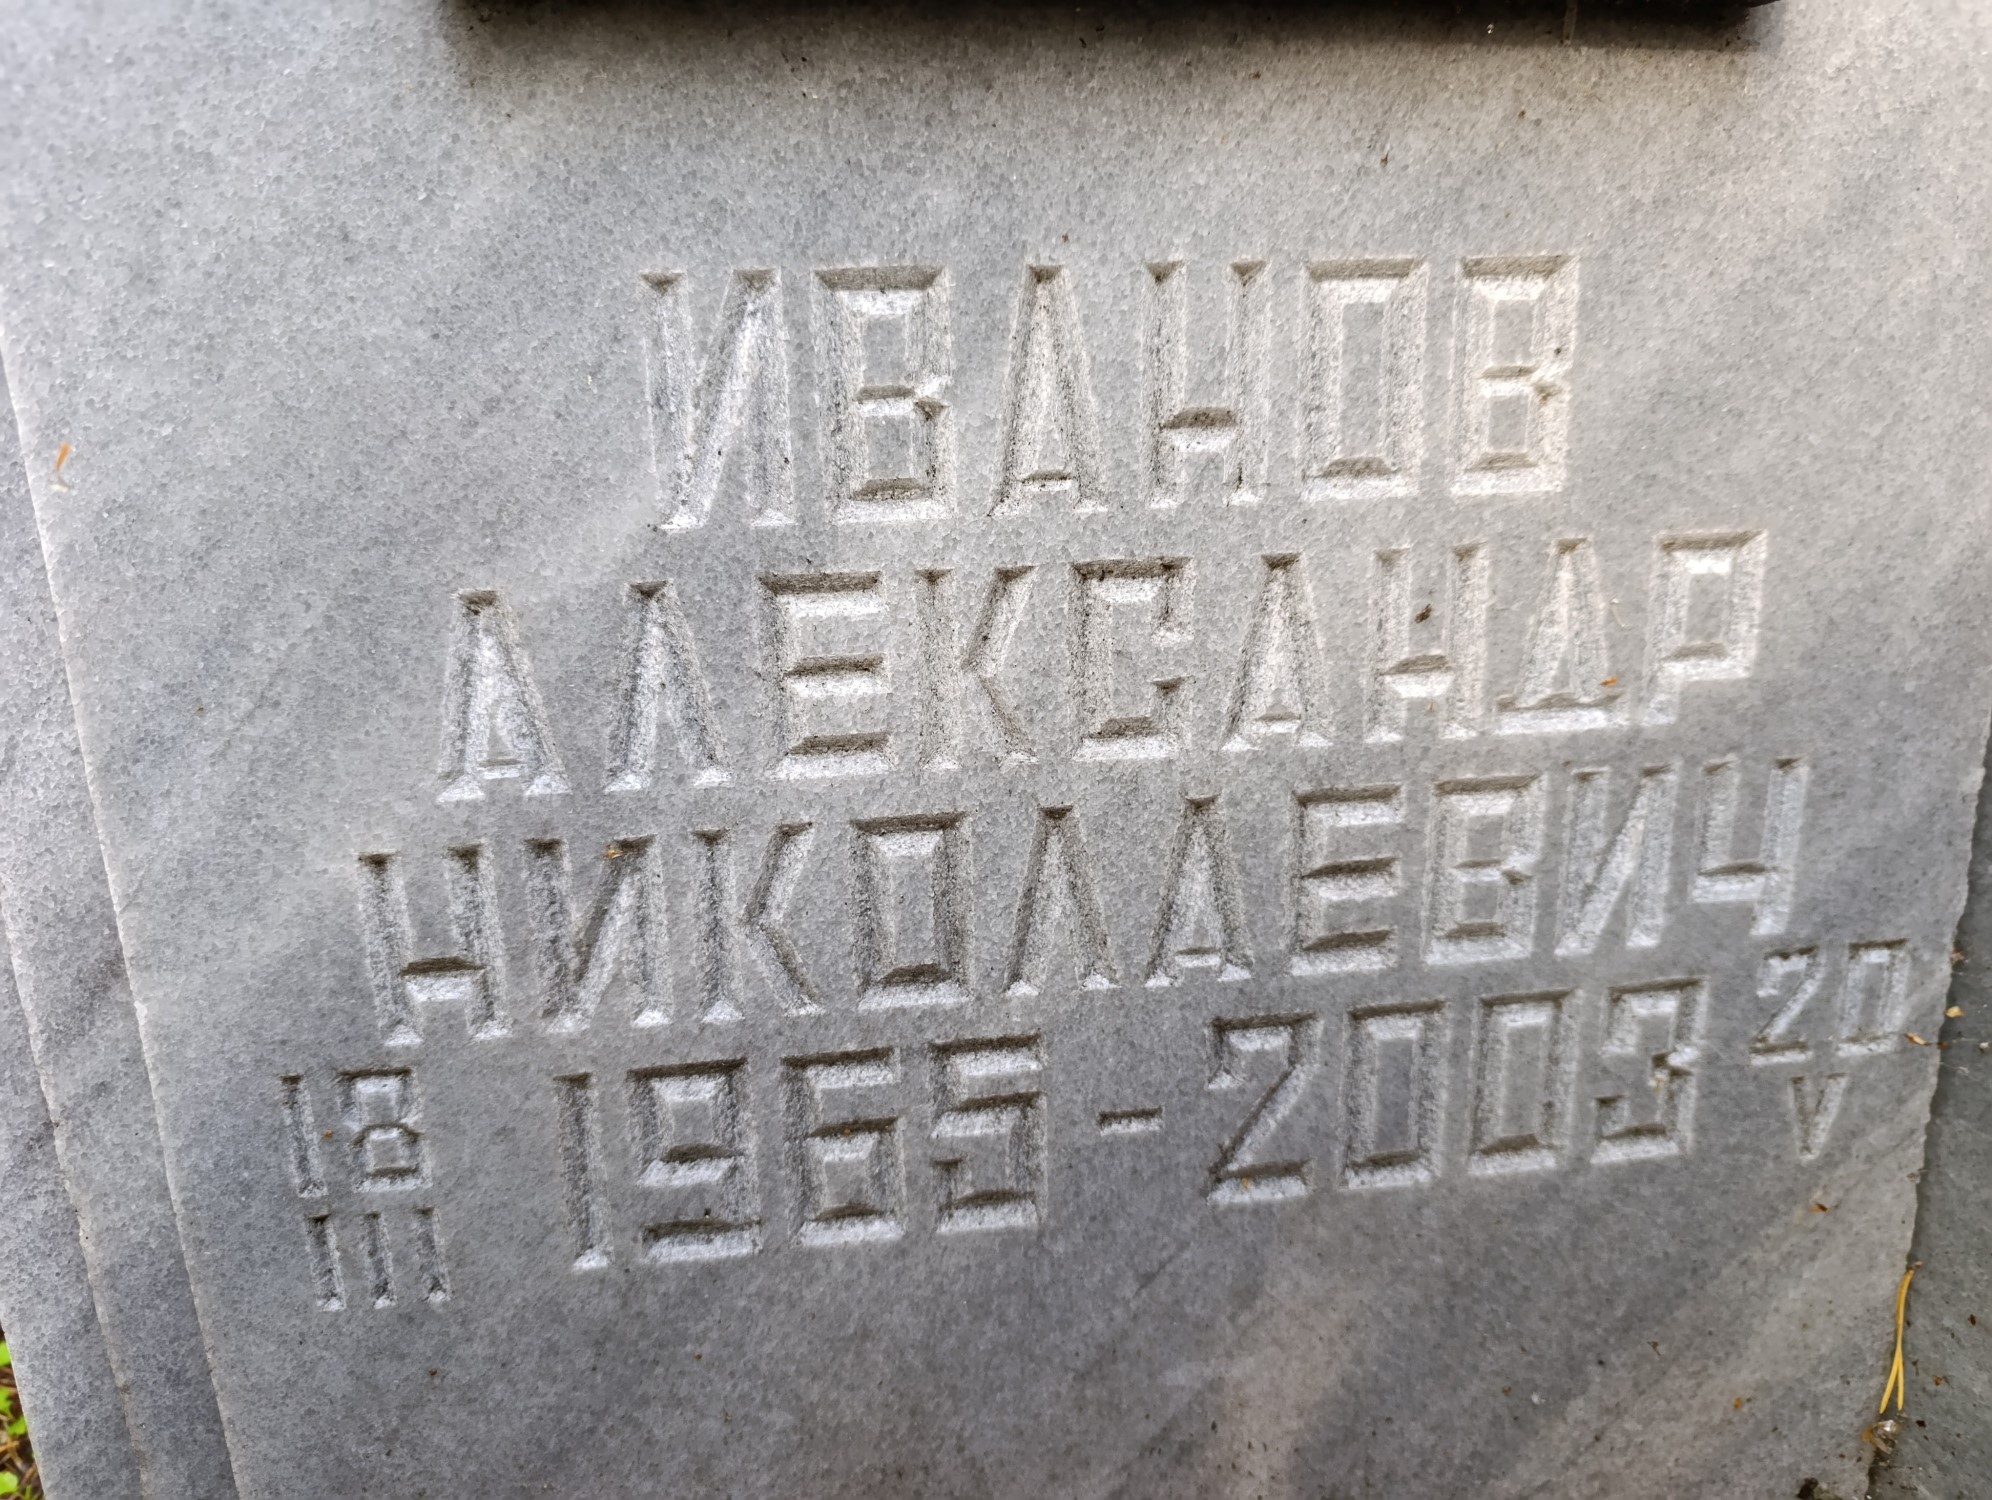 ИВАНОВ
АЛЕКСАНДР
НИКОЛАЕВИЧ
18 III 1965 - 2003 20 V